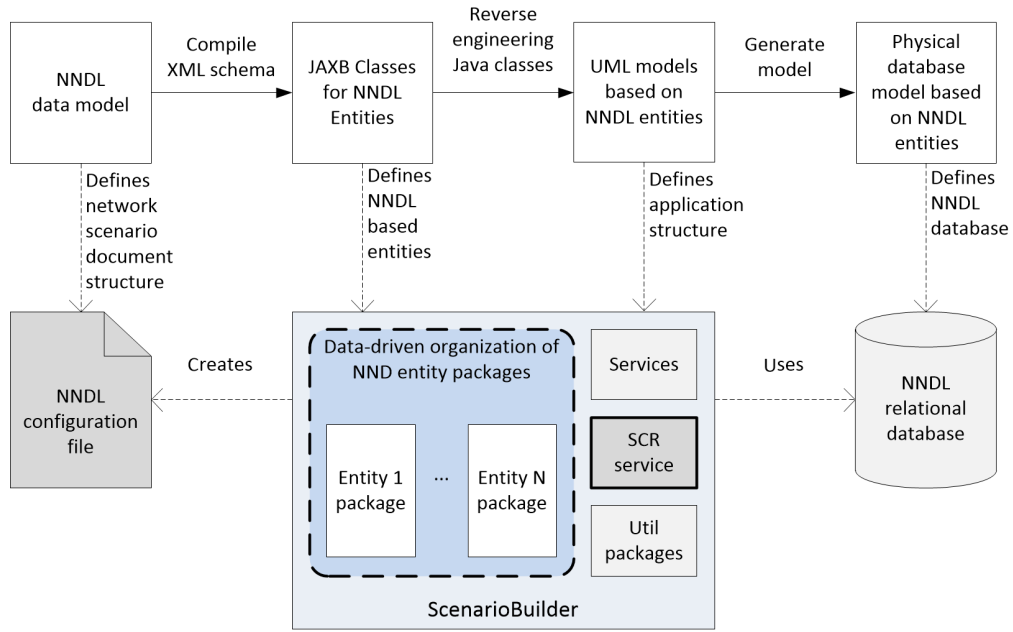 NNDL
data model
Compile
XML schema
JAXB Classes
for NNDL
Entities
Reverse
engineering
Java classes
UML models
based on
NNDL entities
Generate
model
Physical
database
model based
on NNDL
entities
Defines
network
scenario
document
structure
Defines
NNDL
based
entities
Defines
application
structure
Defines
NNDL
database
NNDL
configuration
file
Creates
Data-driven organization of
NND entity packages
Entity 1
package
...
Entity N
package
Services
SCR
service
Util
packages
ScenarioBuilder
Uses
NNDL
relational
database